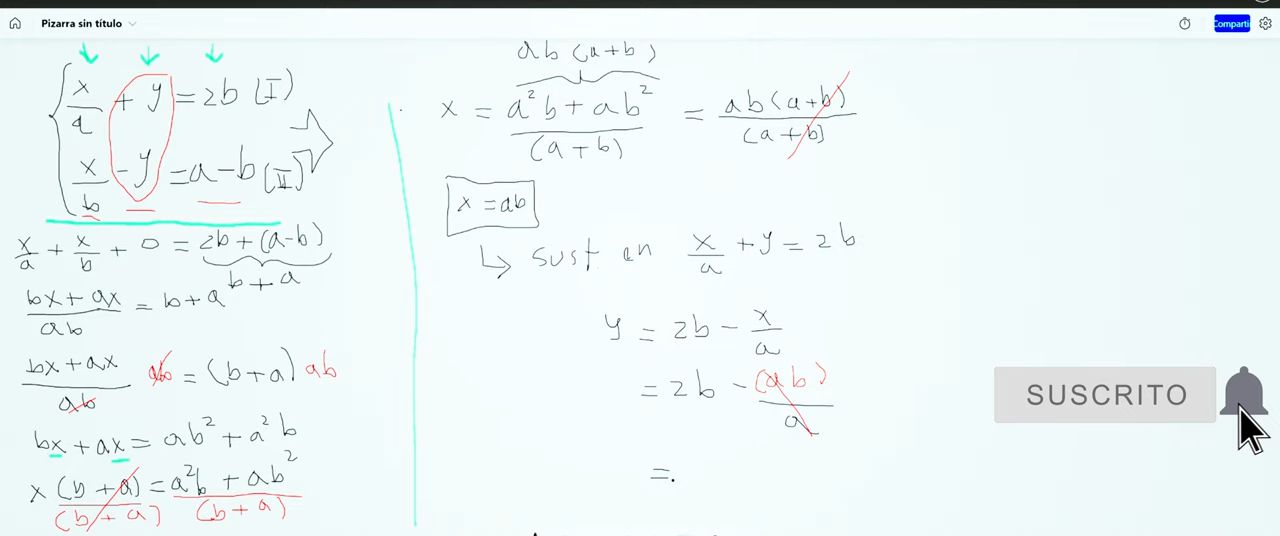 Pizarra sin título
Comparti
x/a + y = 2b (I)
x/b - y = a - b (II)
x/a + x/b + 0 = 2b + (a-b)
b + a
bx + ax / ab = b + a
bx + ax / ab ab = (b + a) ab
bx + ax = ab² + a²b
x (b + a) / (b + a) = a²b + ab² / (b + a)
ab (a+b)
x = a²b + ab² / (a + b) = ab (a+b) / (a+b)
x = ab
↳ sust en x/a + y = 2b
y = 2b - x/a
= 2b - (ab) / a
=
SUSCRITO